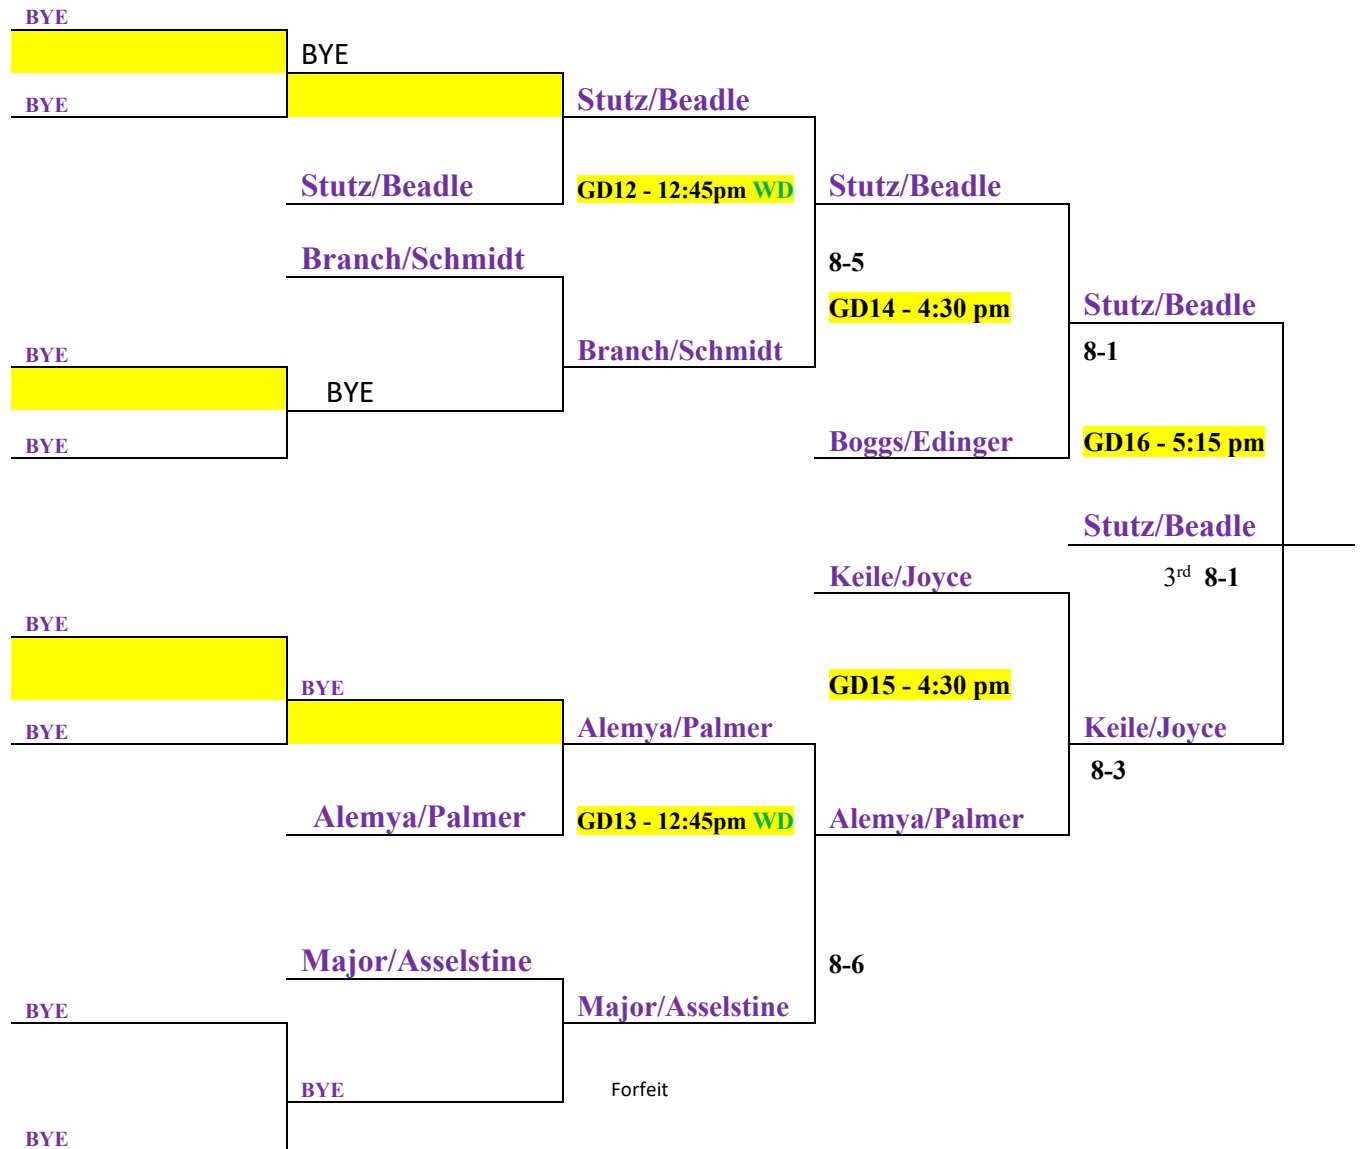 BYE
BYE
BYE
Stutz/Beadle
Stutz/Beadle
GD12 - 12:45pm WD
Stutz/Beadle
Branch/Schmidt
8-5
GD14 - 4:30 pm
Stutz/Beadle
BYE
Branch/Schmidt
8-1
BYE
BYE
Boggs/Edinger
GD16 - 5:15 pm
Stutz/Beadle
Keile/Joyce
3rd 8-1
BYE
BYE
GD15 - 4:30 pm
BYE
Alemya/Palmer
Keile/Joyce
8-3
Alemya/Palmer
GD13 - 12:45pm WD
Alemya/Palmer
Major/Asselstine
8-6
BYE
Major/Asselstine
BYE
Forfeit
BYE